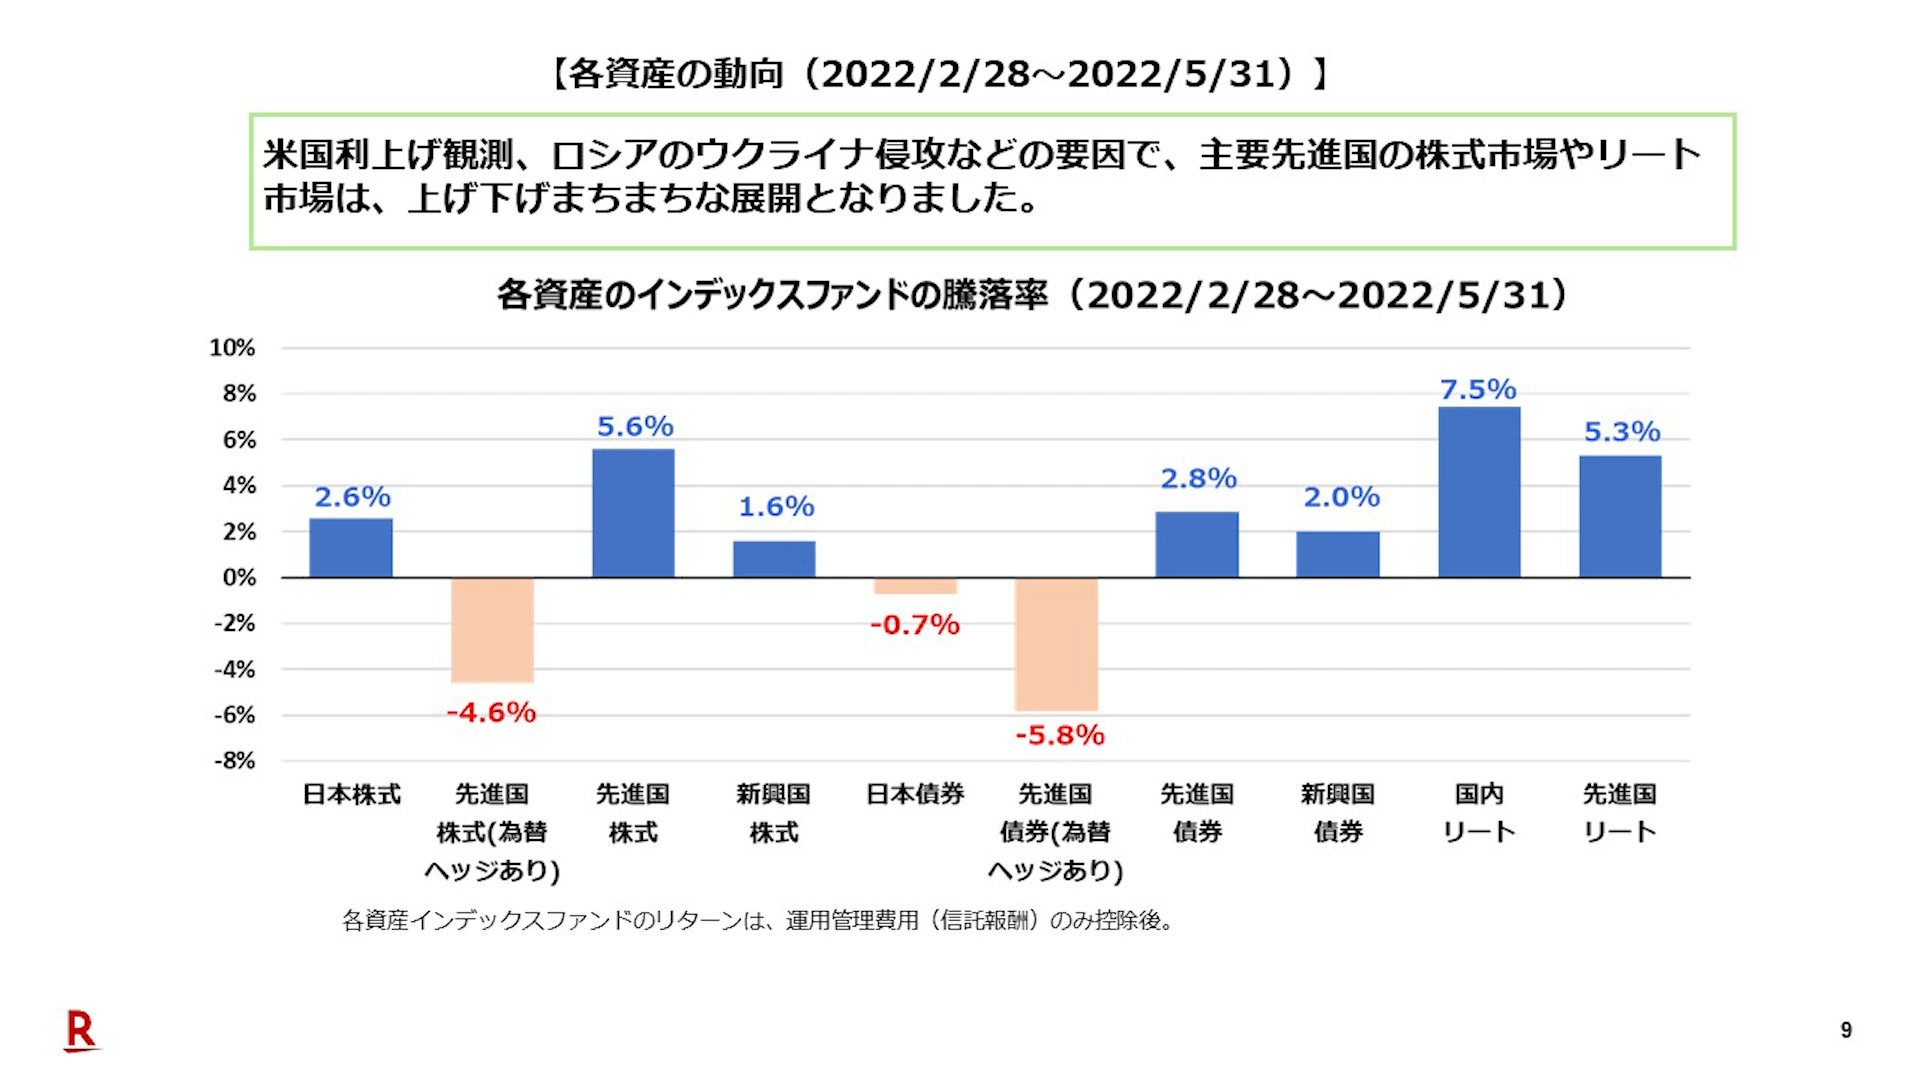 【各資産の動向（2022/2/28～2022/5/31）】
米国利上げ観測、ロシアのウクライナ侵攻などの要因で、主要先進国の株式市場やリート
市場は、上げ下げまちまちな展開となりました。
各資産のインデックスファンドの騰落率（2022/2/28～2022/5/31）
10%
8%
6%
4%
2%
0%
-2%
-4%
-6%
-8%
2.6%
-4.6%
5.6%
1.6%
-0.7%
-5.8%
2.8%
2.0%
7.5%
5.3%
日本株式
先進国
株式(為替
ヘッジあり)
先進国
株式
新興国
株式
日本債券
先進国
債券(為替
ヘッジあり)
先進国
債券
新興国
債券
国内
リート
先進国
リート
各資産インデックスファンドのリターンは、運用管理費用（信託報酬）のみ控除後。
R
9